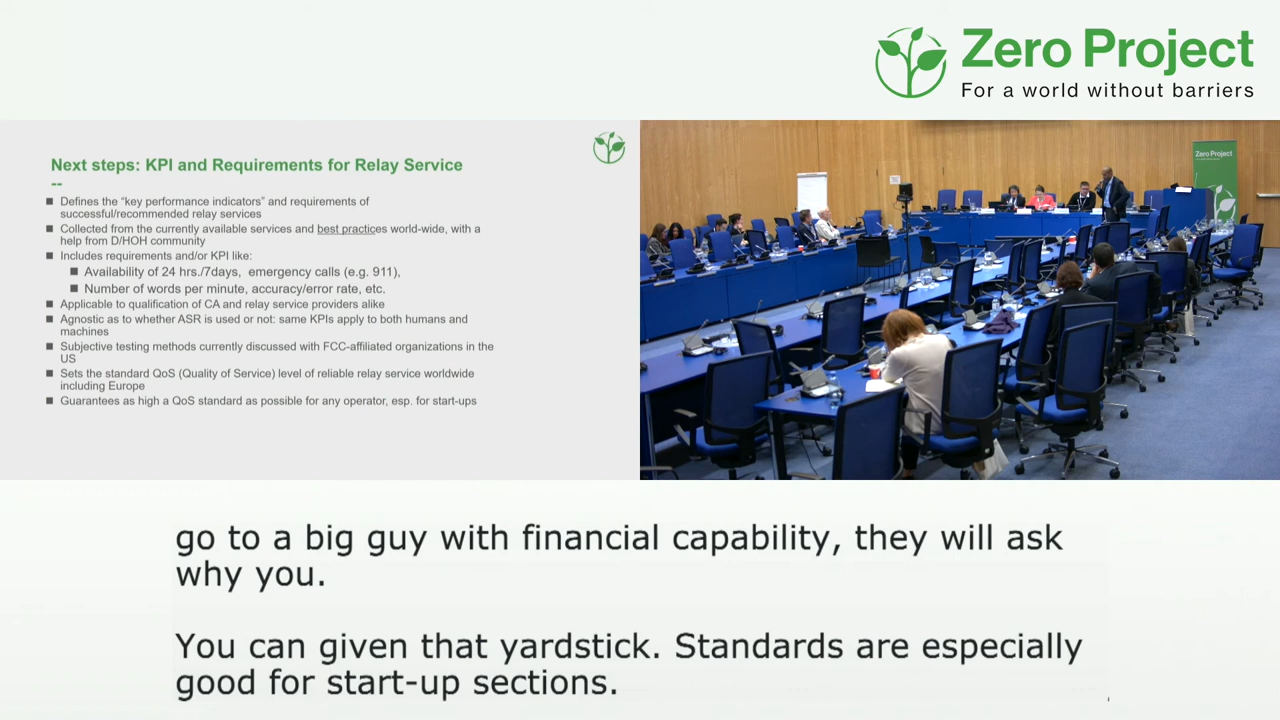 Zero Project
For a world without barriers
Next steps: KPI and Requirements for Relay Service
--
Defines the “key performance indicators” and requirements of
successful/recommended relay services
Collected from the currently available services and best practices world-wide, with a
help from D/HOH community
Includes requirements and/or KPI like:
Availability of 24 hrs./7days, emergency calls (e.g. 911),
Number of words per minute, accuracy/error rate, etc.
Applicable to qualification of CA and relay service providers alike
Agnostic as to whether ASR is used or not: same KPIs apply to both humans and
machines
Subjective testing methods currently discussed with FCC-affiliated organizations in the
US
Sets the standard QoS (Quality of Service) level of reliable relay service worldwide
including Europe
Guarantees as high a QoS standard as possible for any operator, esp. for start-ups
Zero Project
go to a big guy with financial capability, they will ask
why you.
You can given that yardstick. Standards are especially
good for start-up sections.